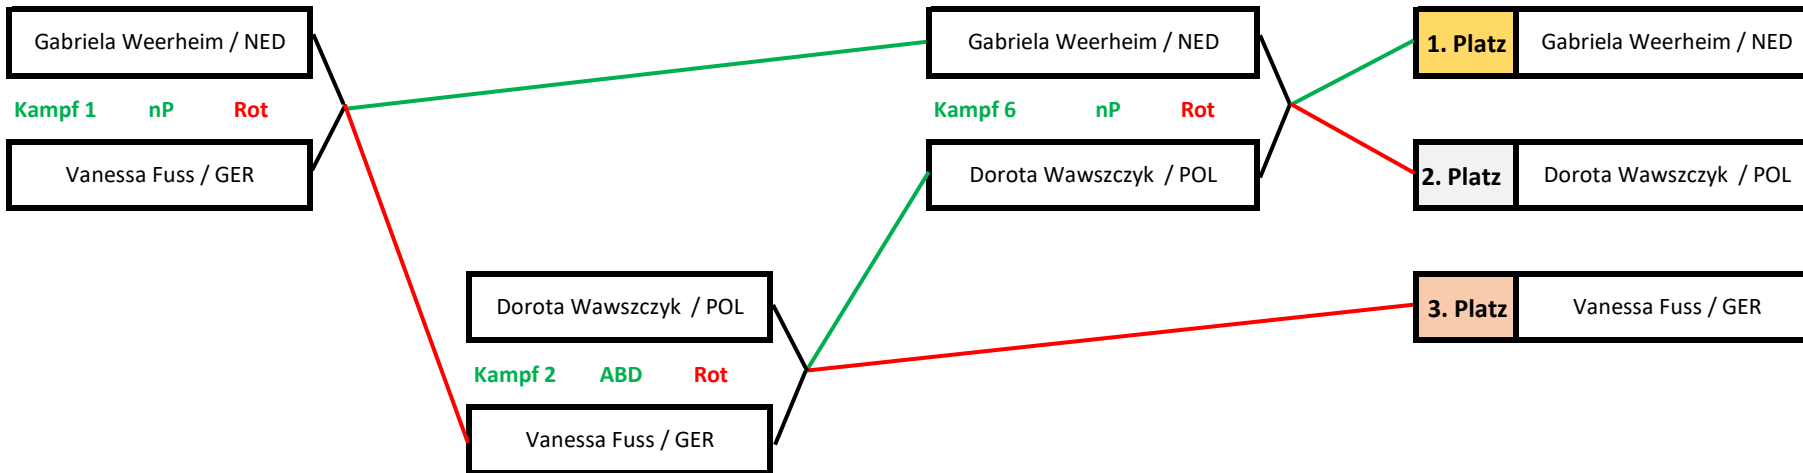 Gabriela Weerheim / NED
Kampf 1 nP Rot
Vanessa Fuss / GER
Dorota Wawszczyk / POL
Kampf 2 ABD Rot
Vanessa Fuss / GER
Gabriela Weerheim / NED
Kampf 6 nP Rot
Dorota Wawszczyk / POL
1. Platz Gabriela Weerheim / NED
2. Platz Dorota Wawszczyk / POL
3. Platz Vanessa Fuss / GER